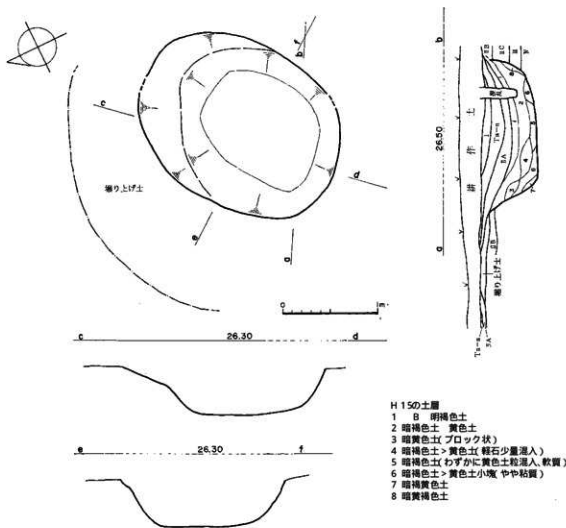 f
b
c
掘り上げ土
d
e
a
0
m
c 26.30 d
e 26.30 f
b
26.50
a
耕作土
Ta-a
BA
掘り上げ土
Ta-a
H 15の土層
1 B 明褐色土
2 暗褐色土 黄色土
3 暗黄色土(ブロック状)
4 暗褐色土>黄色土(軽石少量混入)
5 暗褐色土(わずかに黄色土粒混入、軟質)
6 暗褐色土>黄色土小塊(やや粘質)
7 暗黄褐色土
8 暗黄褐色土